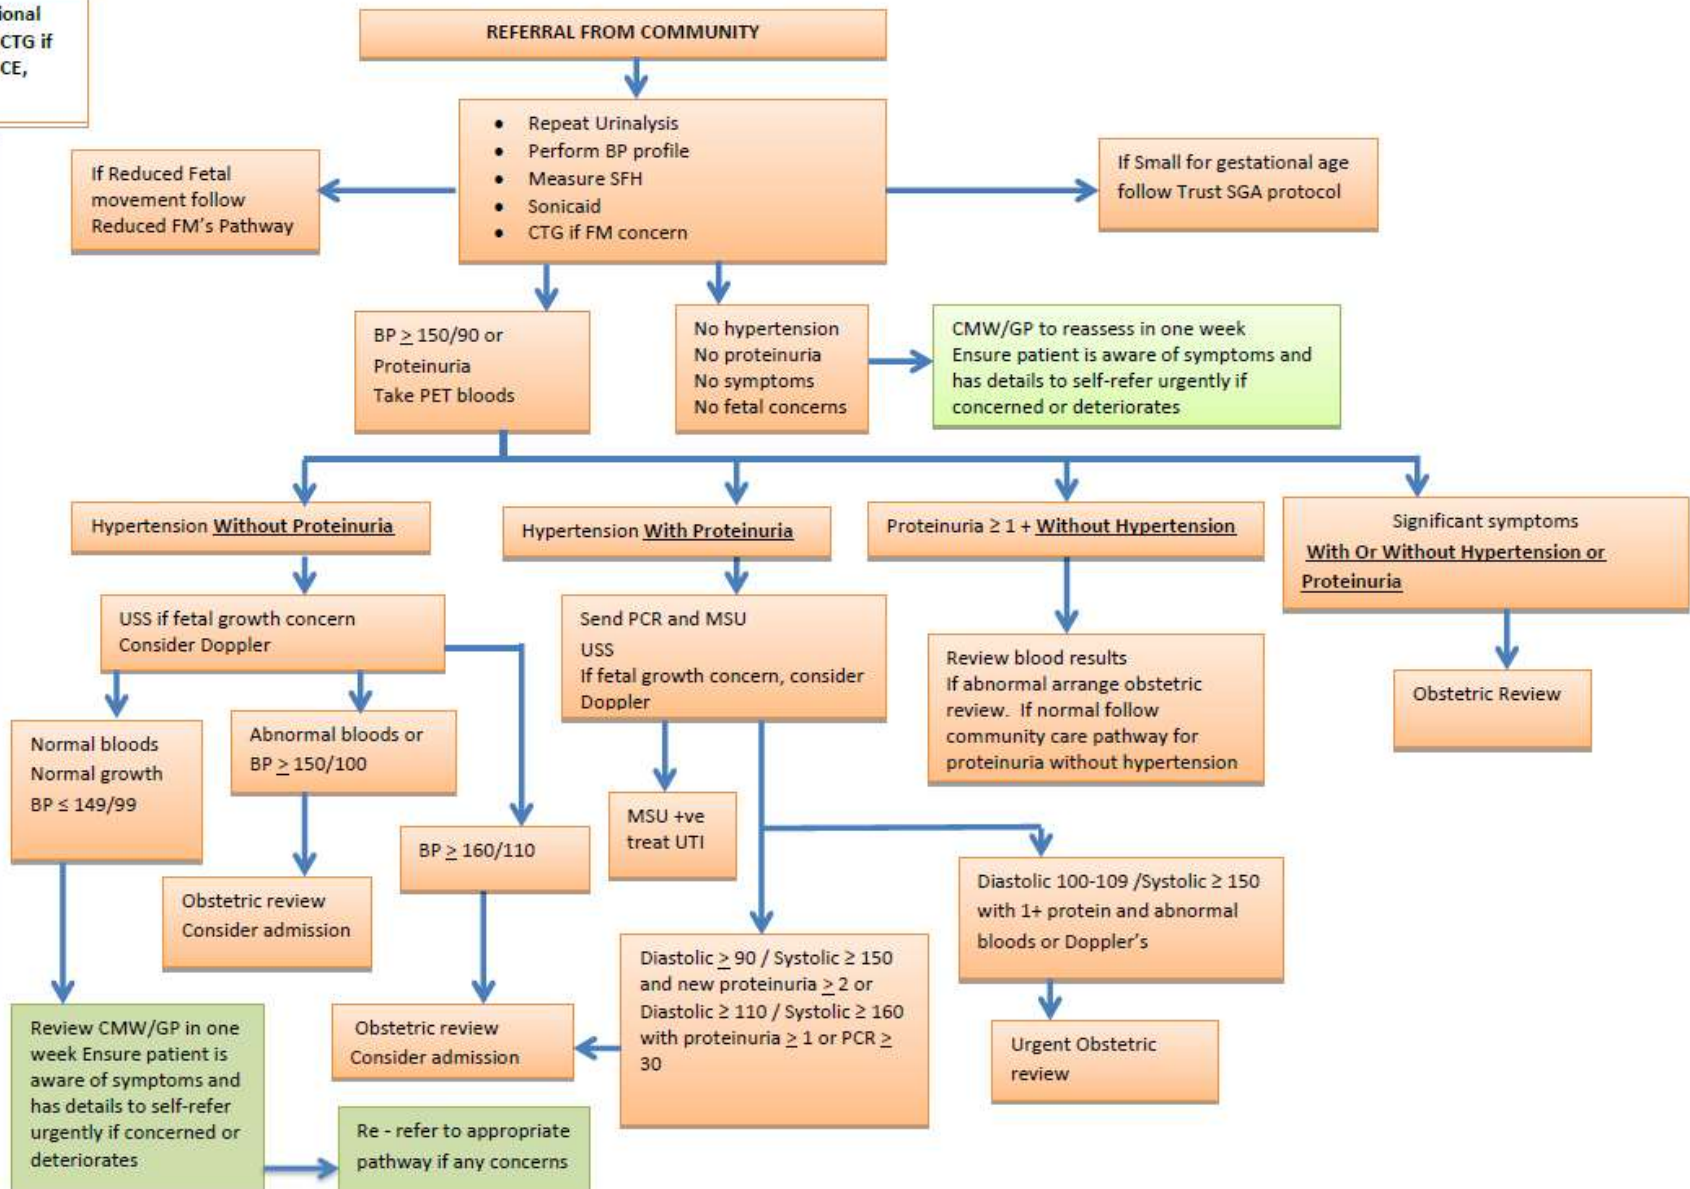 ional
CTG if
CE,
REFERRAL FROM COMMUNITY
• Repeat Urinalysis
• Perform BP profile
• Measure SFH
• Sonicaid
• CTG if FM concern
If Reduced Fetal
movement follow
Reduced FM's Pathway
If Small for gestational age
follow Trust SGA protocol
BP ≥ 150/90 or
Proteinuria
Take PET bloods
No hypertension
No proteinuria
No symptoms
No fetal concerns
CMW/GP to reassess in one week
Ensure patient is aware of symptoms and
has details to self-refer urgently if
concerned or deteriorates
Hypertension Without Proteinuria
Hypertension With Proteinuria
Proteinuria ≥ 1 + Without Hypertension
Significant symptoms
With Or Without Hypertension or
Proteinuria
USS if fetal growth concern
Consider Doppler
Send PCR and MSU
USS
If fetal growth concern, consider
Doppler
Review blood results
If abnormal arrange obstetric
review. If normal follow
community care pathway for
proteinuria without hypertension
Obstetric Review
Normal bloods
Normal growth
BP ≤ 149/99
Abnormal bloods or
BP ≥ 150/100
BP ≥ 160/110
MSU +ve
treat UTI
Diastolic 100-109 /Systolic ≥ 150
with 1+ protein and abnormal
bloods or Doppler's
Obstetric review
Consider admission
Diastolic ≥ 90 / Systolic ≥ 150
and new proteinuria ≥ 2 or
Diastolic ≥ 110 / Systolic ≥ 160
with proteinuria ≥ 1 or PCR ≥
30
Review CMW/GP in one
week Ensure patient is
aware of symptoms and
has details to self-refer
urgently if concerned or
deteriorates
Obstetric review
Consider admission
Urgent Obstetric
review
Re - refer to appropriate
pathway if any concerns